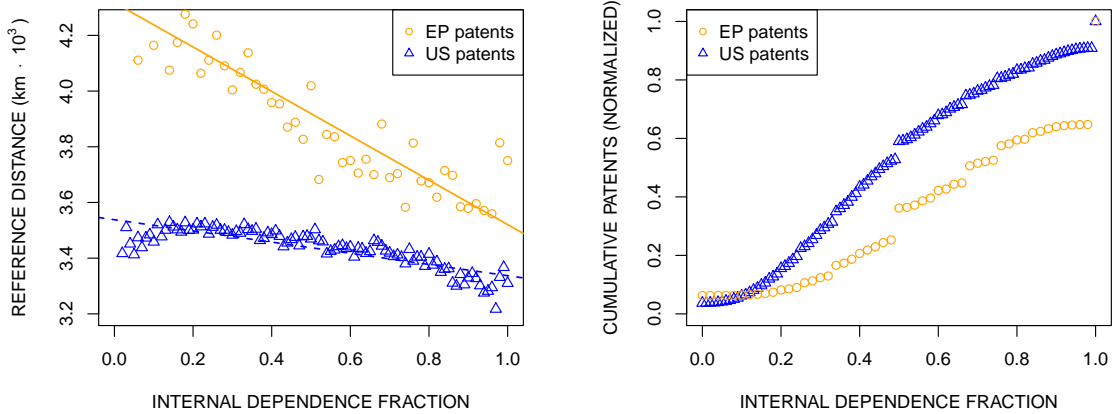 EP patents
US patents
REFERENCE DISTANCE (km · 10³)
4.2
4.0
3.8
3.6
3.4
3.2
0.0 0.2 0.4 0.6 0.8 1.0
INTERNAL DEPENDENCE FRACTION
EP patents
US patents
CUMULATIVE PATENTS (NORMALIZED)
1.0
0.8
0.6
0.4
0.2
0.0
0.0 0.2 0.4 0.6 0.8 1.0
INTERNAL DEPENDENCE FRACTION